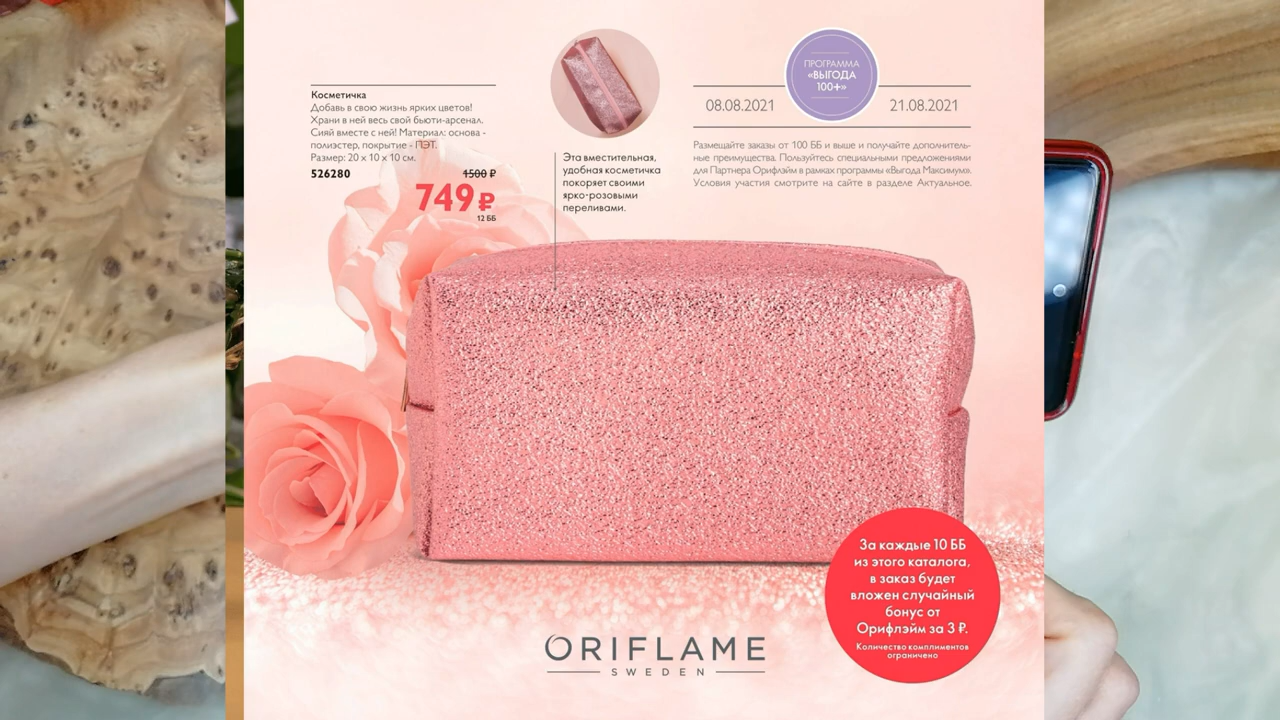 Косметичка
Добавь в свою жизнь ярких цветов!
Храни в ней весь свой бьюти-арсенал.
Сияй вместе с ней! Материал: основа -
полиэстер, покрытие - ПЭТ.
Размер: 20 x 10 x 10 см.
526280
1500 ₽
749 ₽
12 ББ
Эта вместительная,
удобная косметичка
покоряет своими
ярко-розовыми
переливами.
ПРОГРАММА
«ВЫГОДА
100+»
08.08.2021
21.08.2021
Размещайте заказы от 100 ББ и выше и получайте дополнитель-
ные преимущества. Пользуйтесь специальными предложениями
для Партнера Орифлэйм в рамках программы «Выгода Максимум».
Условия участия смотрите на сайте в разделе Актуальное.
За каждые 10 ББ
из этого каталога,
в заказ будет
вложен случайный
бонус от
Орифлэйм за 3 ₽.
Количество комплиментов
ограничено
ORIFLAME
SWEDEN